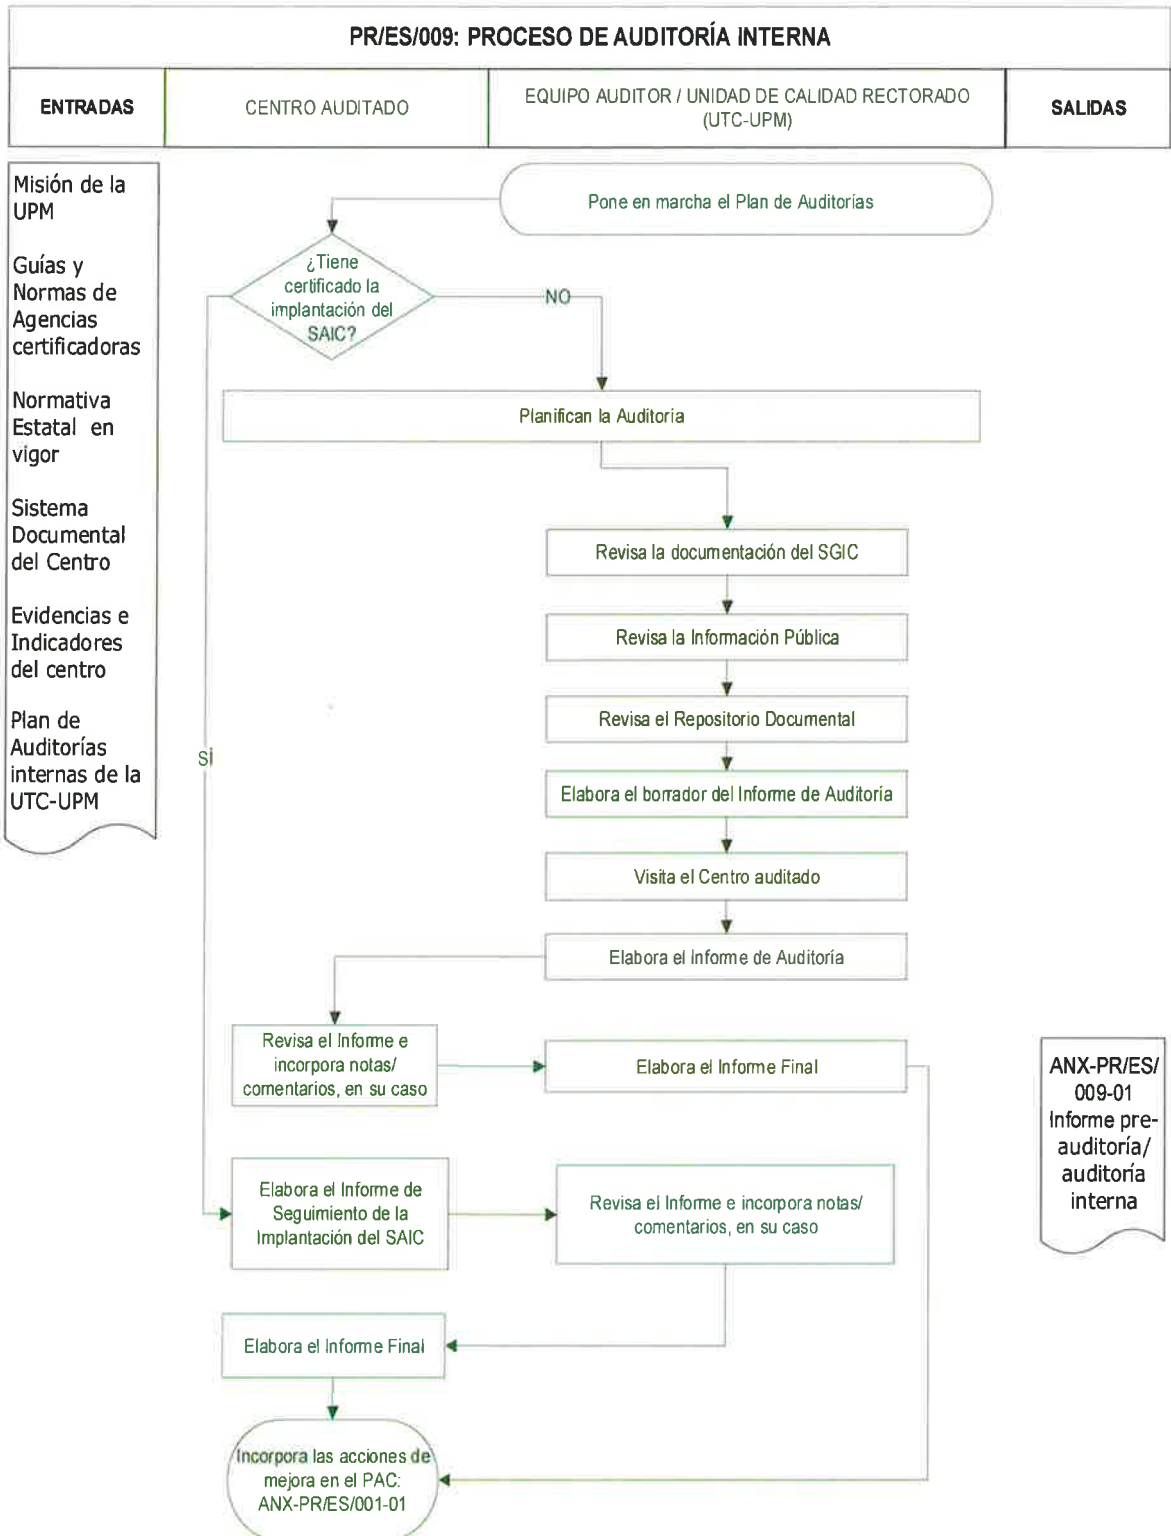 PR/ES/009: PROCESO DE AUDITORÍA INTERNA
ENTRADAS
CENTRO AUDITADO
EQUIPO AUDITOR / UNIDAD DE CALIDAD RECTORADO
(UTC-UPM)
SALIDAS
Misión de la
UPM
Guías y
Normas de
Agencias
certificadoras
Normativa
Estatal en
vigor
Sistema
Documental
del Centro
Evidencias e
Indicadores
del centro
Plan de
Auditorías
internas de la
UTC-UPM
Pone en marcha el Plan de Auditorías
¿Tiene
certificado la
implantación del
SAIC?
NO
Planifican la Auditoría
Revisa la documentación del SGIC
Revisa la Información Pública
Revisa el Repositorio Documental
SÍ
Elabora el borrador del Informe de Auditoría
Visita el Centro auditado
Elabora el Informe de Auditoría
Revisa el Informe e
incorpora notas/
comentarios, en su caso
Elabora el Informe Final
ANX-PR/ES/
009-01
Informe pre-
auditoría/
auditoría
interna
Elabora el Informe de
Seguimiento de la
Implantación del SAIC
Revisa el Informe e incorpora notas/
comentarios, en su caso
Elabora el Informe Final
Incorpora las acciones de
mejora en el PAC:
ANX-PR/ES/001-01